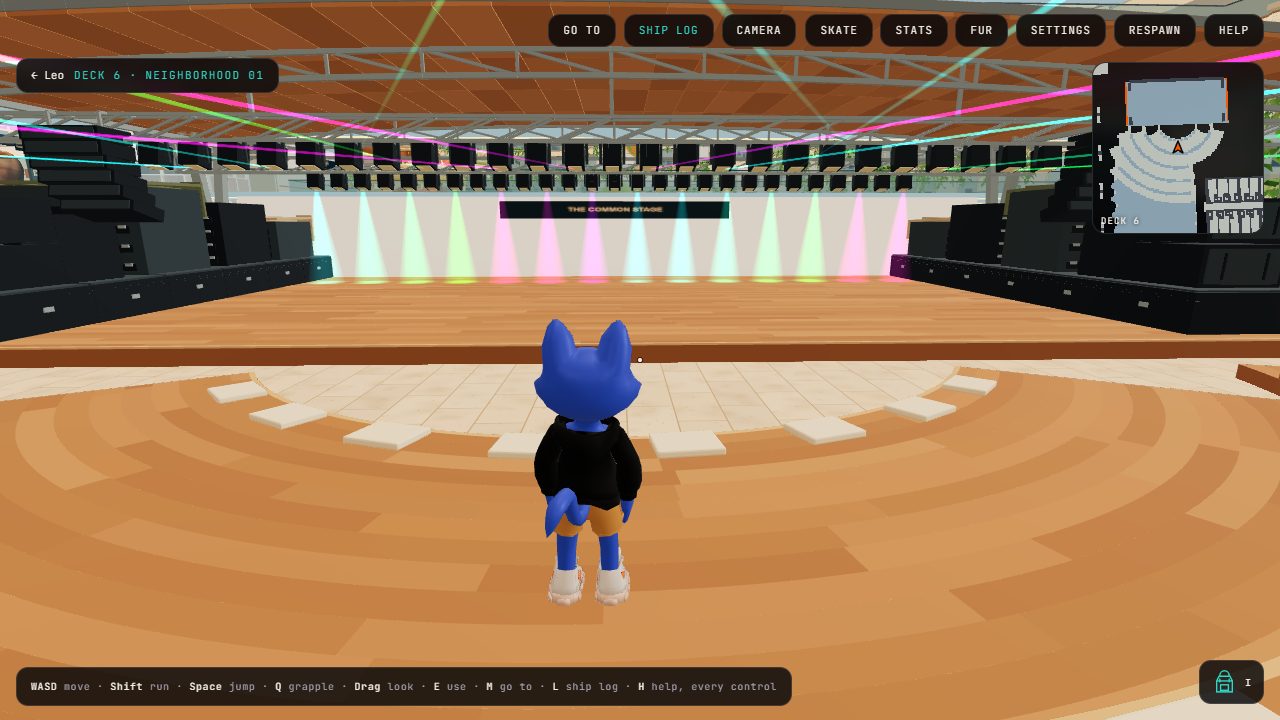 GO TO
SHIP LOG
CAMERA
SKATE
STATS
FUR
SETTINGS
RESPAWN
HELP
← Leo DECK 6 · NEIGHBORHOOD 01
DECK 6
THE COMMON STAGE
WASD move · Shift run · Space jump · Q grapple · Drag look · E use · M go to · L ship log · H help, every control
I